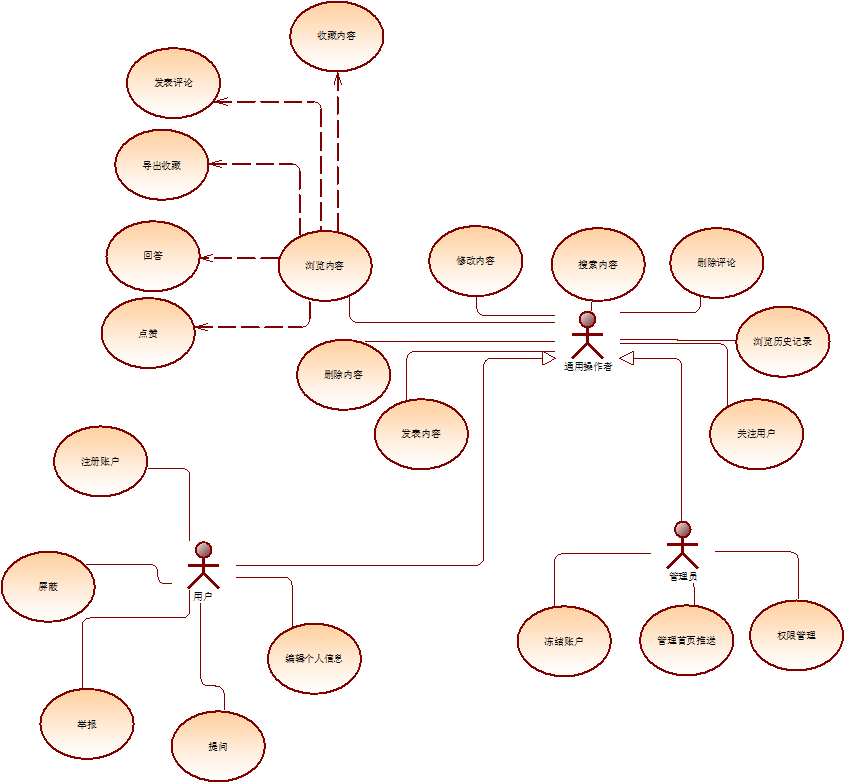 收藏内容
发表评论
导出收藏
回答
浏览内容
修改内容
搜索内容
删除评论
点赞
浏览历史记录
通用操作者
删除内容
发表内容
关注用户
注册账户
屏蔽
用户
管理员
编辑个人信息
冻结账户
管理首页推送
权限管理
举报
提问